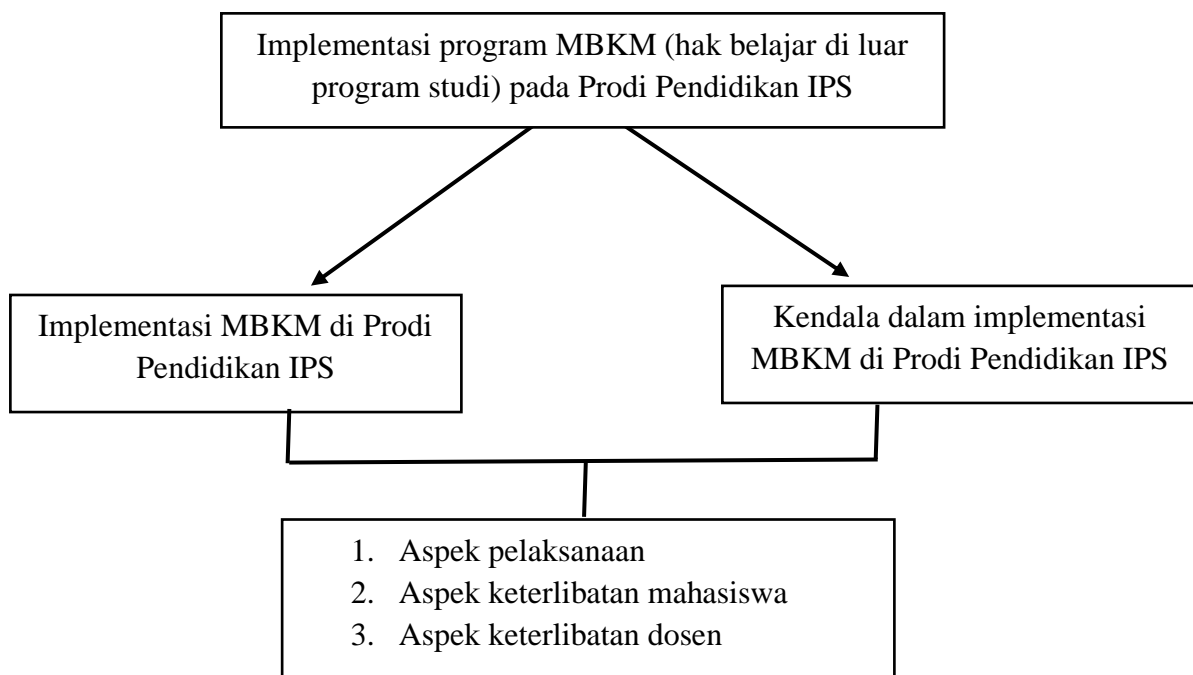 Implementasi program MBKM (hak belajar di luar
program studi) pada Prodi Pendidikan IPS
Implementasi MBKM di Prodi
Pendidikan IPS
Kendala dalam implementasi
MBKM di Prodi Pendidikan IPS
1. Aspek pelaksanaan
2. Aspek keterlibatan mahasiswa
3. Aspek keterlibatan dosen